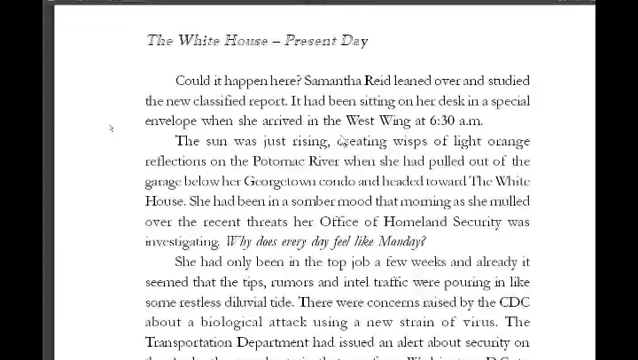 The White House – Present Day
Could it happen here? Samantha Reid leaned over and studied
the new classified report. It had been sitting on her desk in a special
envelope when she arrived in the West Wing at 6:30 a.m.
The sun was just rising, creating wisps of light orange
reflections on the Potomac River when she had pulled out of the
garage below her Georgetown condo and headed toward The White
House. She had been in a somber mood that morning as she mulled
over the recent threats her Office of Homeland Security was
investigating. Why does every day feel like Monday?
She had only been in the top job a few weeks and already it
seemed that the tips, rumors and intel traffic were pouring in like
some restless diluvial tide. There were concerns raised by the CDC
about a biological attack using a new strain of virus. The
Transportation Department had issued an alert about security on